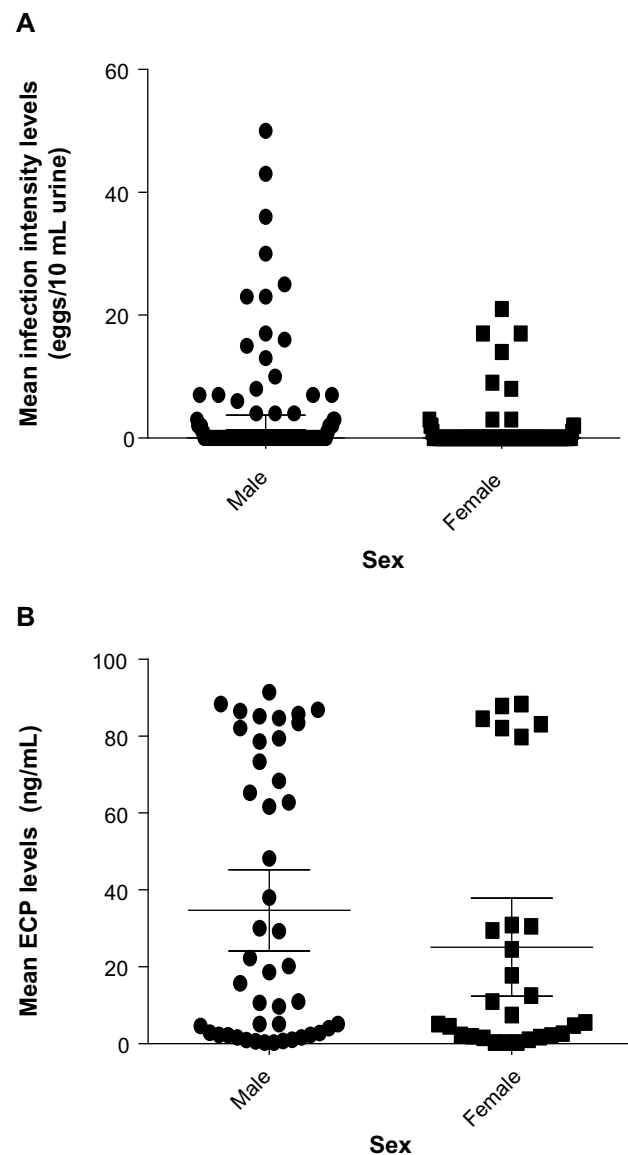 A
Mean infection intensity levels
(eggs/10 mL urine)
60
40
20
0
Male
Female
Sex
B
Mean ECP levels (ng/mL)
100
80
60
40
20
0
Male
Female
Sex